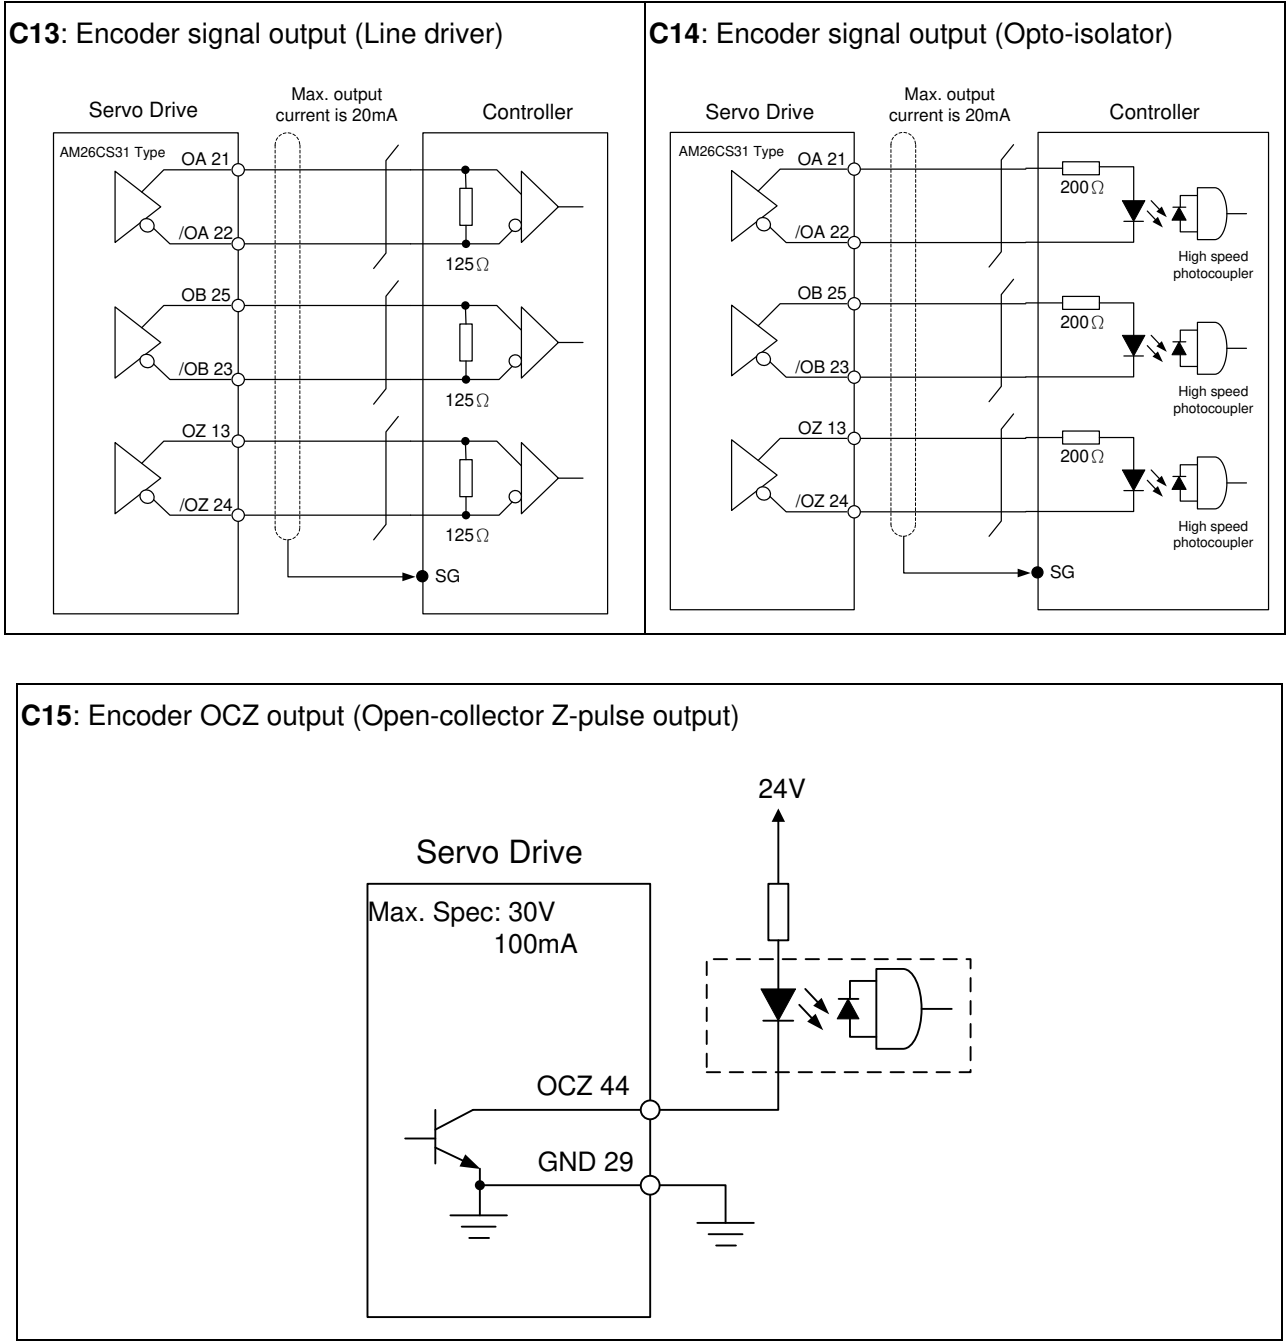 C13: Encoder signal output (Line driver)
Servo Drive
Max. output
current is 20mA
Controller
AM26CS31 Type
OA 21
/OA 22
125Ω
OB 25
/OB 23
125Ω
OZ 13
/OZ 24
125Ω
SG
C14: Encoder signal output (Opto-isolator)
Servo Drive
Max. output
current is 20mA
Controller
AM26CS31 Type
OA 21
200Ω
/OA 22
High speed
photocoupler
OB 25
200Ω
/OB 23
High speed
photocoupler
OZ 13
200Ω
/OZ 24
High speed
photocoupler
SG
C15: Encoder OCZ output (Open-collector Z-pulse output)
24V
Servo Drive
Max. Spec: 30V
100mA
OCZ 44
GND 29